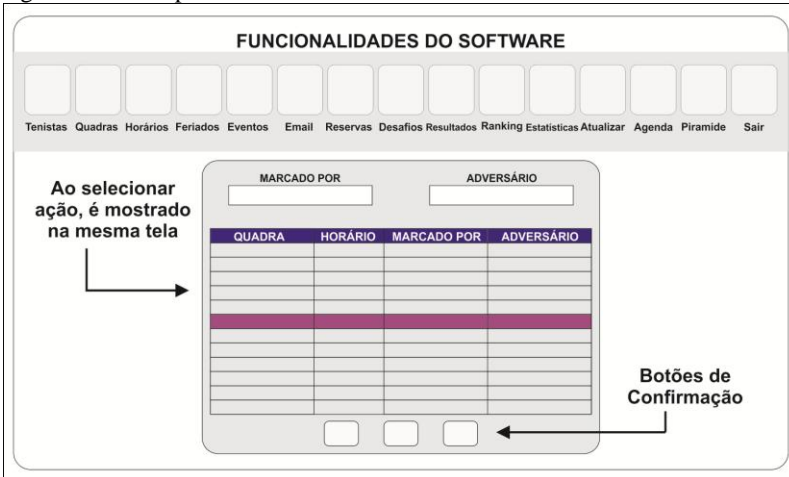 FUNCIONALIDADES DO SOFTWARE
Tenistas Quadras Horários Feriados Eventos Email Reservas Desafios Resultados Ranking Estatísticas Atualizar Agenda Piramide Sair
Ao selecionar
ação, é mostrado
na mesma tela
MARCADO POR ADVERSÁRIO
QUADRA HORÁRIO MARCADO POR ADVERSÁRIO
Botões de
Confirmação